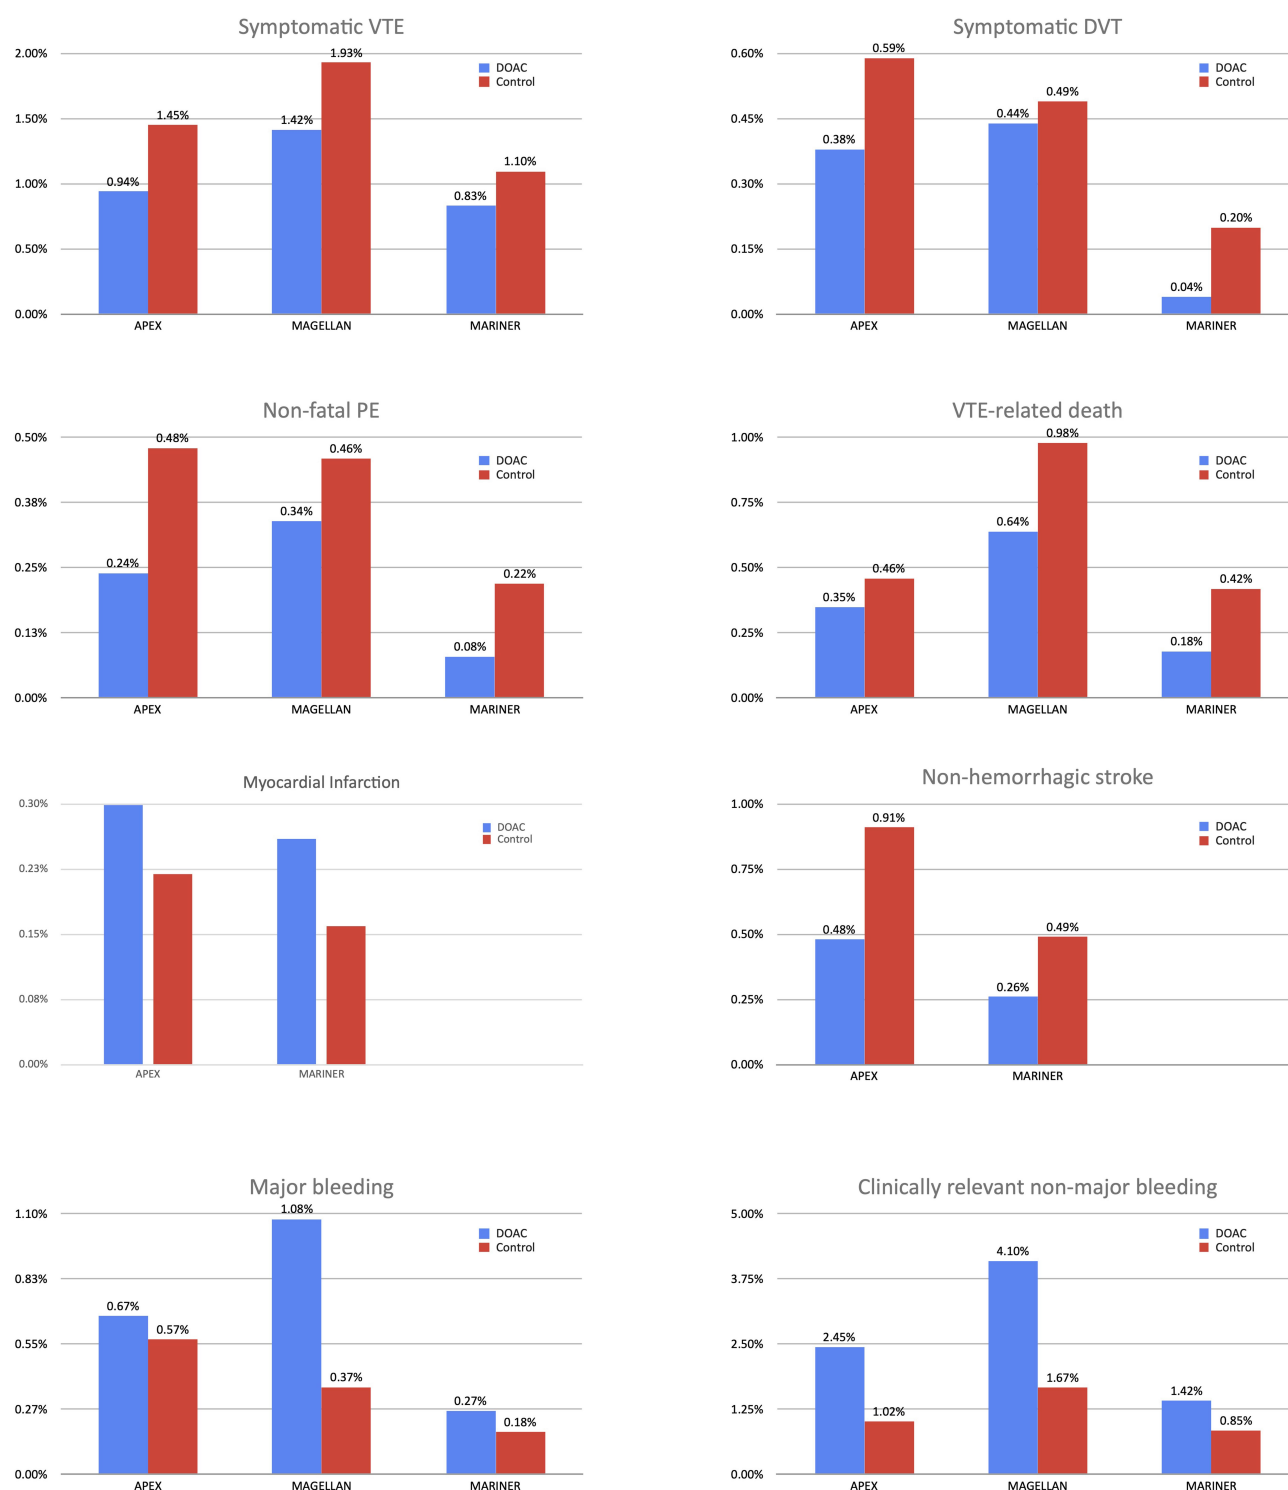 Symptomatic VTE
2.00%
1.93%
DOAC
Control
1.50%
1.45%
1.42%
1.10%
1.00%
0.94%
0.83%
0.50%
0.00%
APEX
MAGELLAN
MARINER
Symptomatic DVT
0.60%
0.59%
DOAC
Control
0.49%
0.45%
0.44%
0.38%
0.30%
0.20%
0.15%
0.04%
0.00%
APEX
MAGELLAN
MARINER
Non-fatal PE
0.50%
0.48%
0.46%
DOAC
Control
0.38%
0.34%
0.25%
0.24%
0.22%
0.13%
0.08%
0.00%
APEX
MAGELLAN
MARINER
VTE-related death
1.00%
0.98%
DOAC
Control
0.75%
0.64%
0.50%
0.46%
0.42%
0.35%
0.25%
0.18%
0.00%
APEX
MAGELLAN
MARINER
Myocardial Infarction
0.30%
DOAC
Control
0.23%
0.15%
0.08%
0.00%
APEX
MARINER
Non-hemorrhagic stroke
1.00%
0.91%
DOAC
Control
0.75%
0.50%
0.48%
0.49%
0.26%
0.25%
0.00%
APEX
MARINER
Major bleeding
1.10%
1.08%
DOAC
Control
0.83%
0.67%
0.57%
0.55%
0.37%
0.27%
0.27%
0.18%
0.00%
APEX
MAGELLAN
MARINER
Clinically relevant non-major bleeding
5.00%
DOAC
Control
4.10%
3.75%
2.50%
2.45%
1.67%
1.42%
1.25%
1.02%
0.85%
0.00%
APEX
MAGELLAN
MARINER